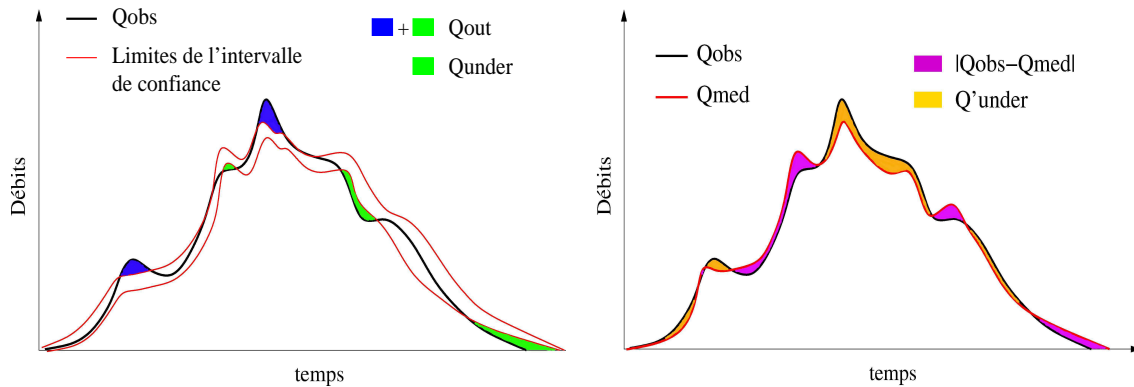 Qobs
Limites de l'intervalle
de confiance
+ Qout
Qunder
Débits
temps
Qobs
Qmed
|Qobs−Qmed|
Q'under
Débits
temps